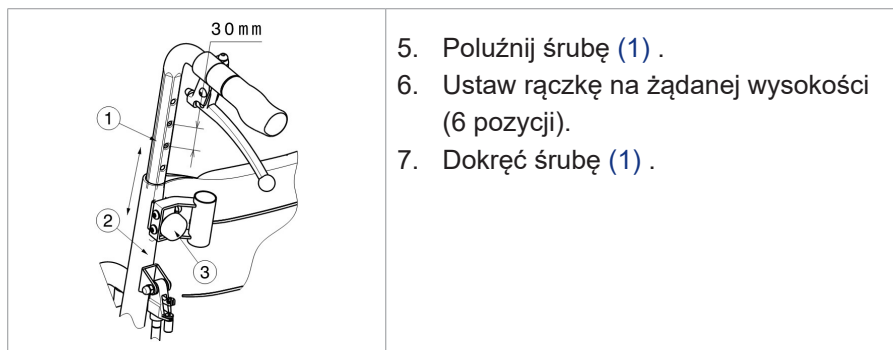 30mm
1
2
3
5. Poluźnij śrubę (1) .
6. Ustaw rączkę na żądanej wysokości
(6 pozycji).
7. Dokręć śrubę (1) .